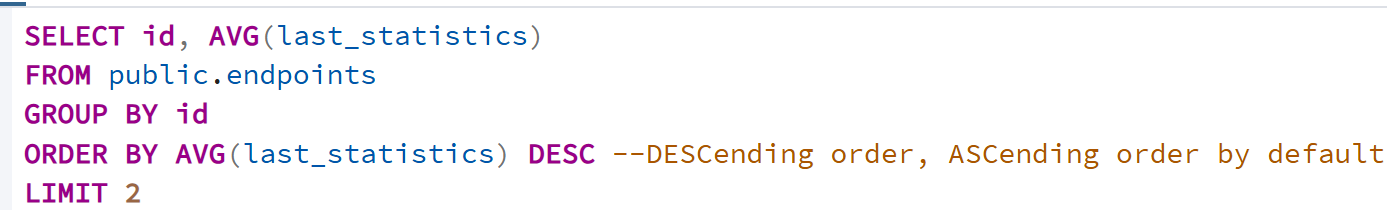 SELECT id, AVG(last_statistics)
FROM public.endpoints
GROUP BY id
ORDER BY AVG(last_statistics) DESC --DESCending order, ASCending order by default
LIMIT 2